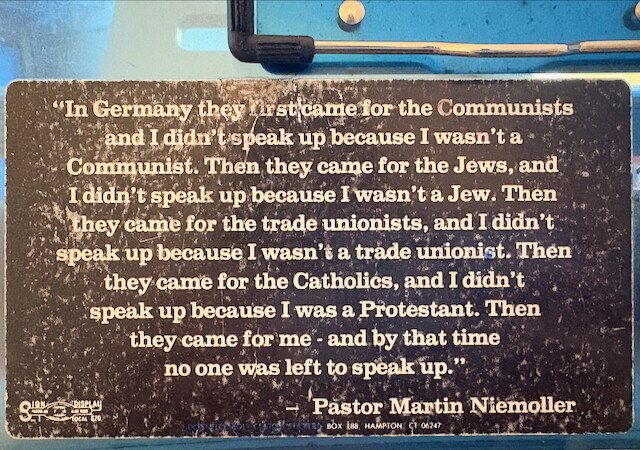 “In Germany they first came for the Communists
and I didn’t speak up because I wasn’t a
Communist. Then they came for the Jews, and
I didn’t speak up because I wasn’t a Jew. Then
they came for the trade unionists, and I didn’t
speak up because I wasn’t a trade unionist. Then
they came for the Catholics, and I didn’t
speak up because I was a Protestant. Then
they came for me - and by that time
no one was left to speak up.”
– Pastor Martin Niemoller
SIGN DISPLAY
LOCAL
BOX 188, HAMPTON, CT 06247